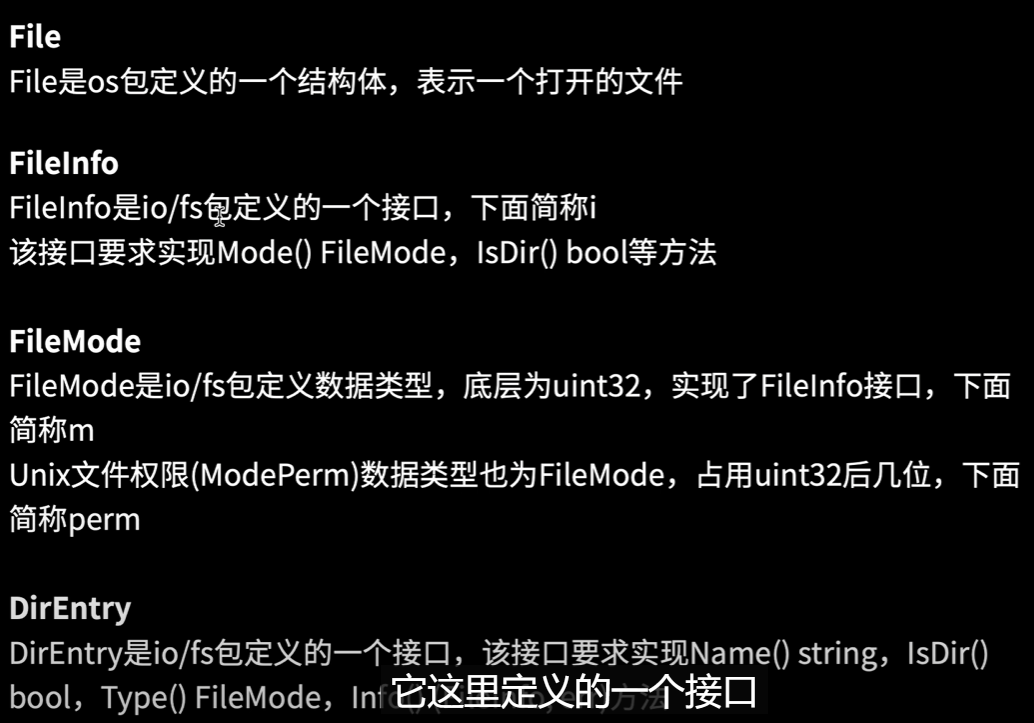 File
File是os包定义的一个结构体，表示一个打开的文件
FileInfo
FileInfo是io/fs包定义的一个接口，下面简称i
该接口要求实现Mode() FileMode，IsDir() bool等方法
FileMode
FileMode是io/fs包定义数据类型，底层为uint32，实现了FileInfo接口，下面
简称m
Unix文件权限(ModePerm)数据类型也为FileMode，占用uint32后几位，下面
简称perm
DirEntry
DirEntry是io/fs包定义的一个接口，该接口要求实现Name() string，IsDir()
bool，Type() FileMode，Info() 方法
它这里定义的一个接口